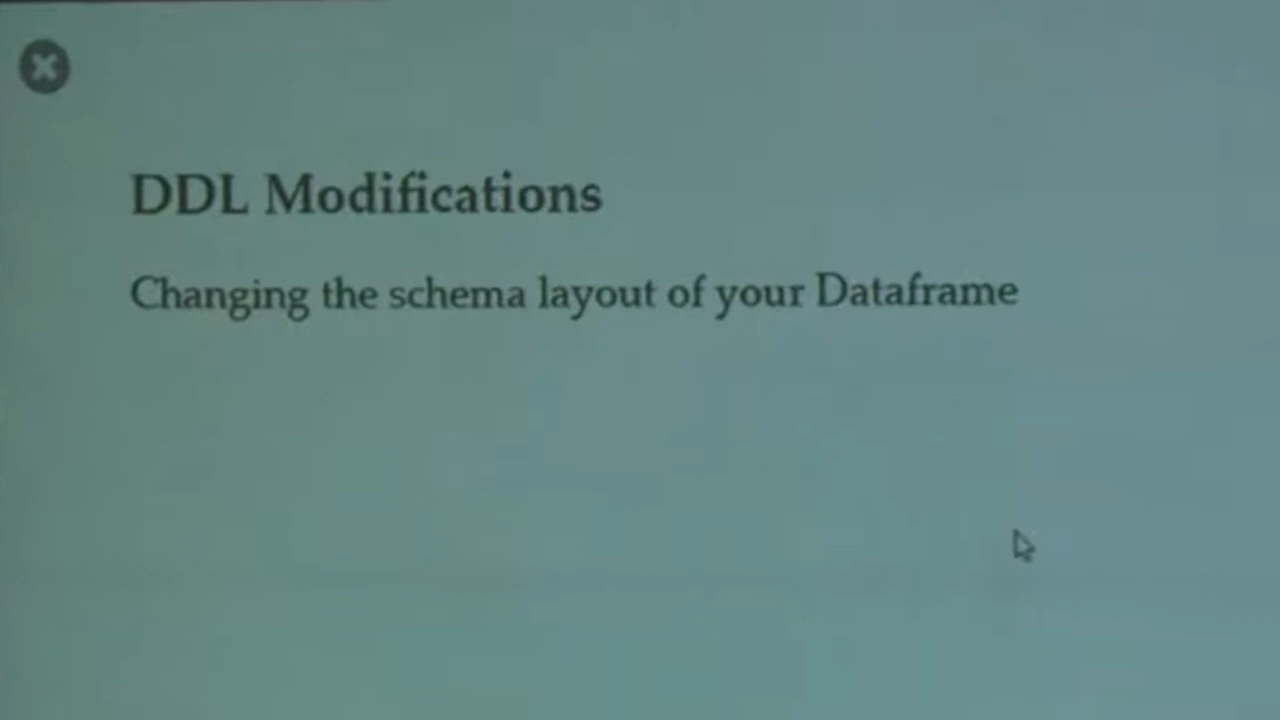 DDL Modifications
Changing the schema layout of your Dataframe